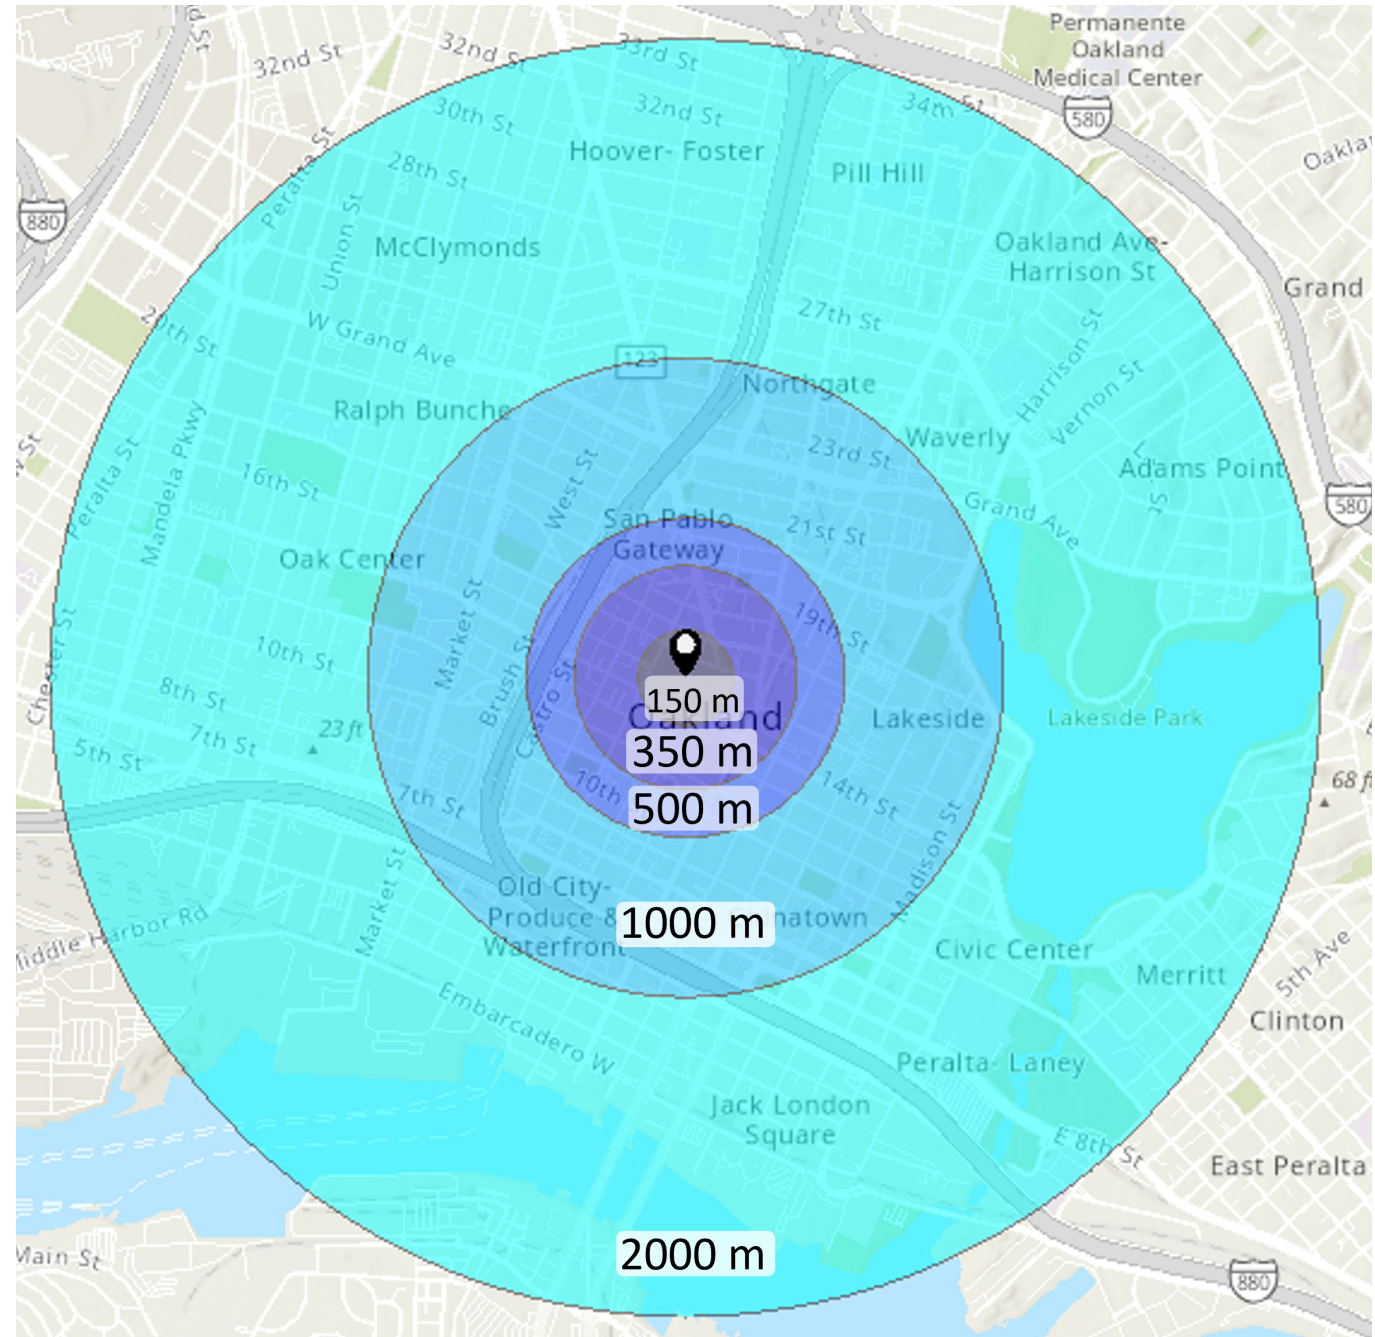 Permanente
Oakland
Medical Center
32nd St
32nd St
33rd St
30th St
32nd St
34th St
580
Hoover- Foster
Pill Hill
28th St
Peralta St
880
Union St
McClymonds
Oakland Ave-
Harrison St
Grand
20th St
W Grand Ave
27th St
Harrison St
123
Northgate
Vernon St
Ralph Bunche
Waverly
Mandela Pkwy
Peralta St
16th St
West St
23rd St
Adams Point
Grand Ave
580
San Pablo
Gateway
21st St
Oak Center
Market St
19th St
Chester St
10th St
Brush St
Castro St
8th St
7th St
5th St
23 ft
150 m
Oakland
Lakeside
Lakeside Park
350 m
10th
500 m
14th St
7th St
68 ft
Madison St
Market St
Old City-
Produce &
Waterfront
1000 m
natown
Middle Harbor Rd
Civic Center
Merritt
5th Ave
Clinton
Embarcadero W
Peralta- Laney
Jack London
Square
E 8th St
East Peralta
Main St
2000 m
880